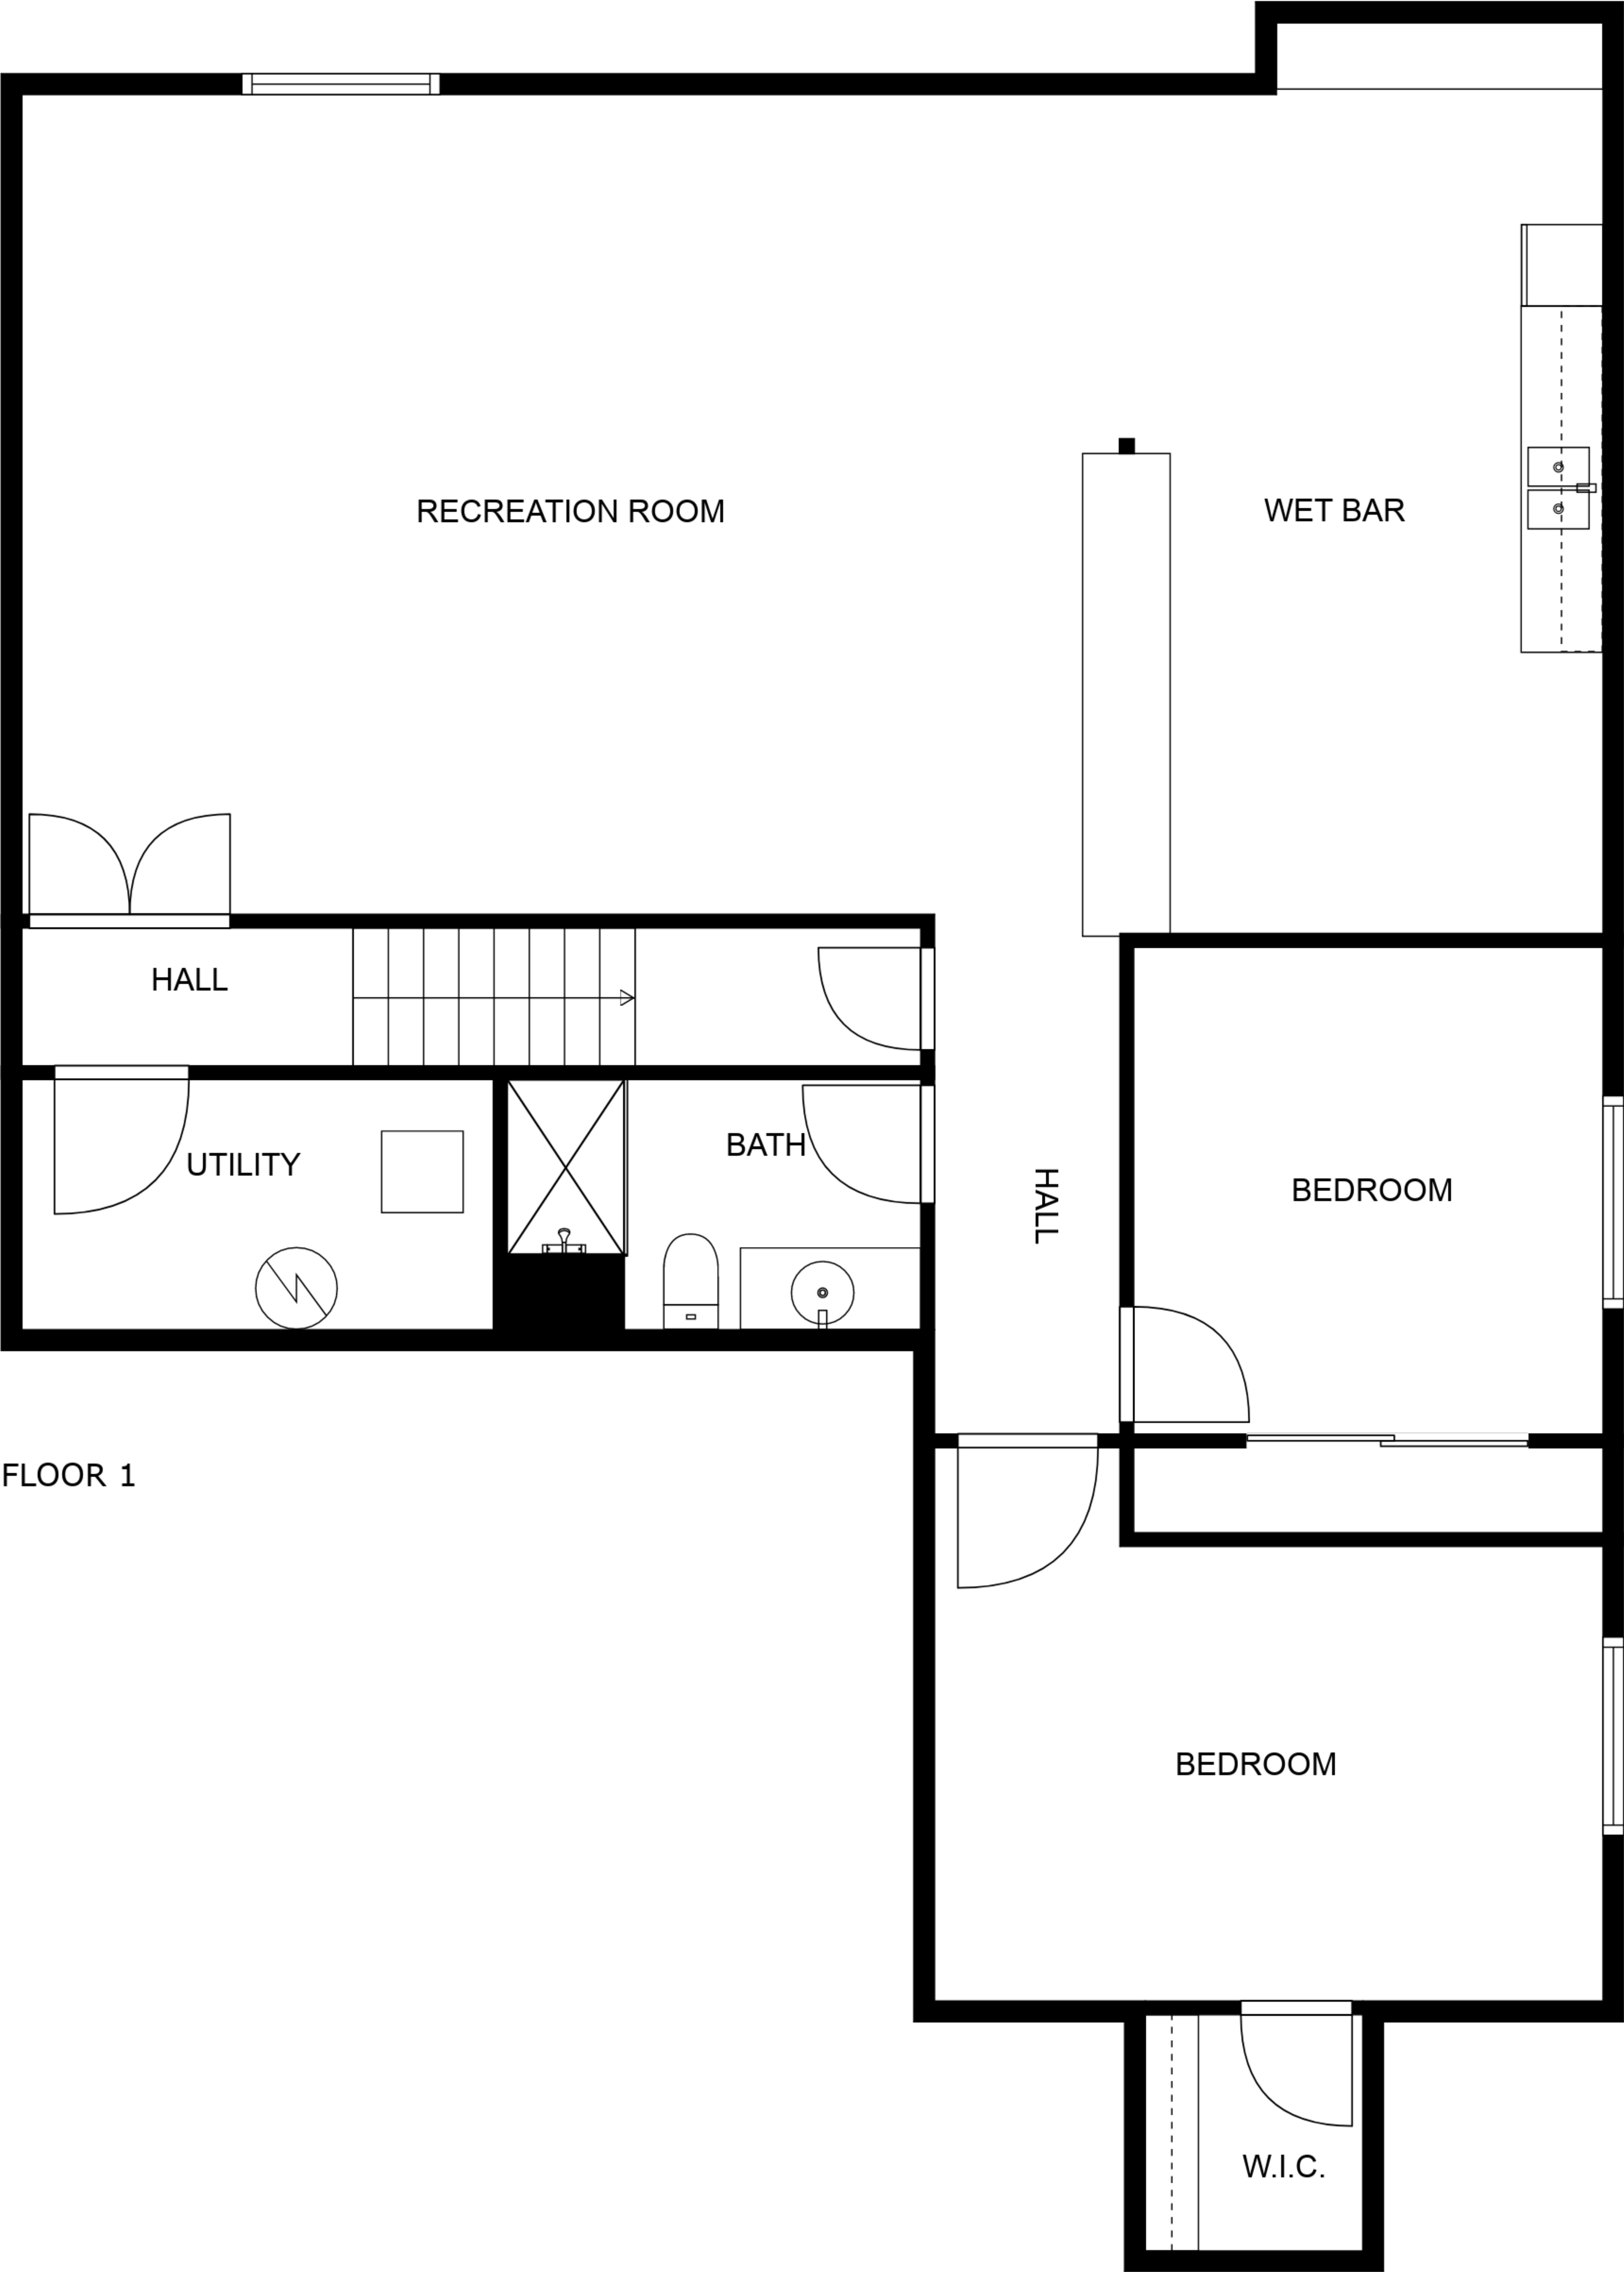 RECREATION ROOM
WET BAR
HALL
BATH
UTILITY
HALL
BEDROOM
FLOOR 1
BEDROOM
W.I.C.